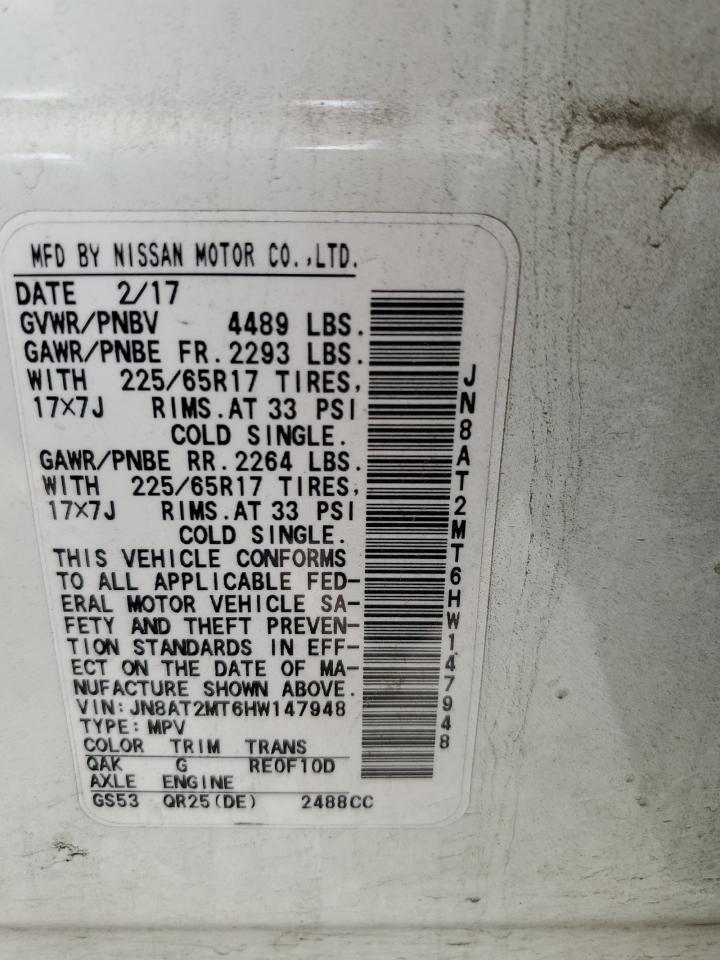 MFD BY NISSAN MOTOR CO.,LTD.
DATE 2/17
GVWR/PNBV 4489 LBS.
GAWR/PNBE FR. 2293 LBS.
WITH 225/65R17 TIRES,
17×7J RIMS.AT 33 PSI
COLD SINGLE.
GAWR/PNBE RR. 2264 LBS.
WITH 225/65R17 TIRES,
17×7J RIMS.AT 33 PSI
COLD SINGLE.
THIS VEHICLE CONFORMS
TO ALL APPLICABLE FED-
ERAL MOTOR VEHICLE SA-
FETY AND THEFT PREVEN-
TION STANDARDS IN EFF-
ECT ON THE DATE OF MA-
NUFACTURE SHOWN ABOVE.
VIN: JN8AT2MT6HW147948
TYPE: MPV
COLOR TRIM TRANS
QAK G RE0F10D
AXLE ENGINE
GS53 QR25(DE) 2488CC
JN8AT2MT6HW147948